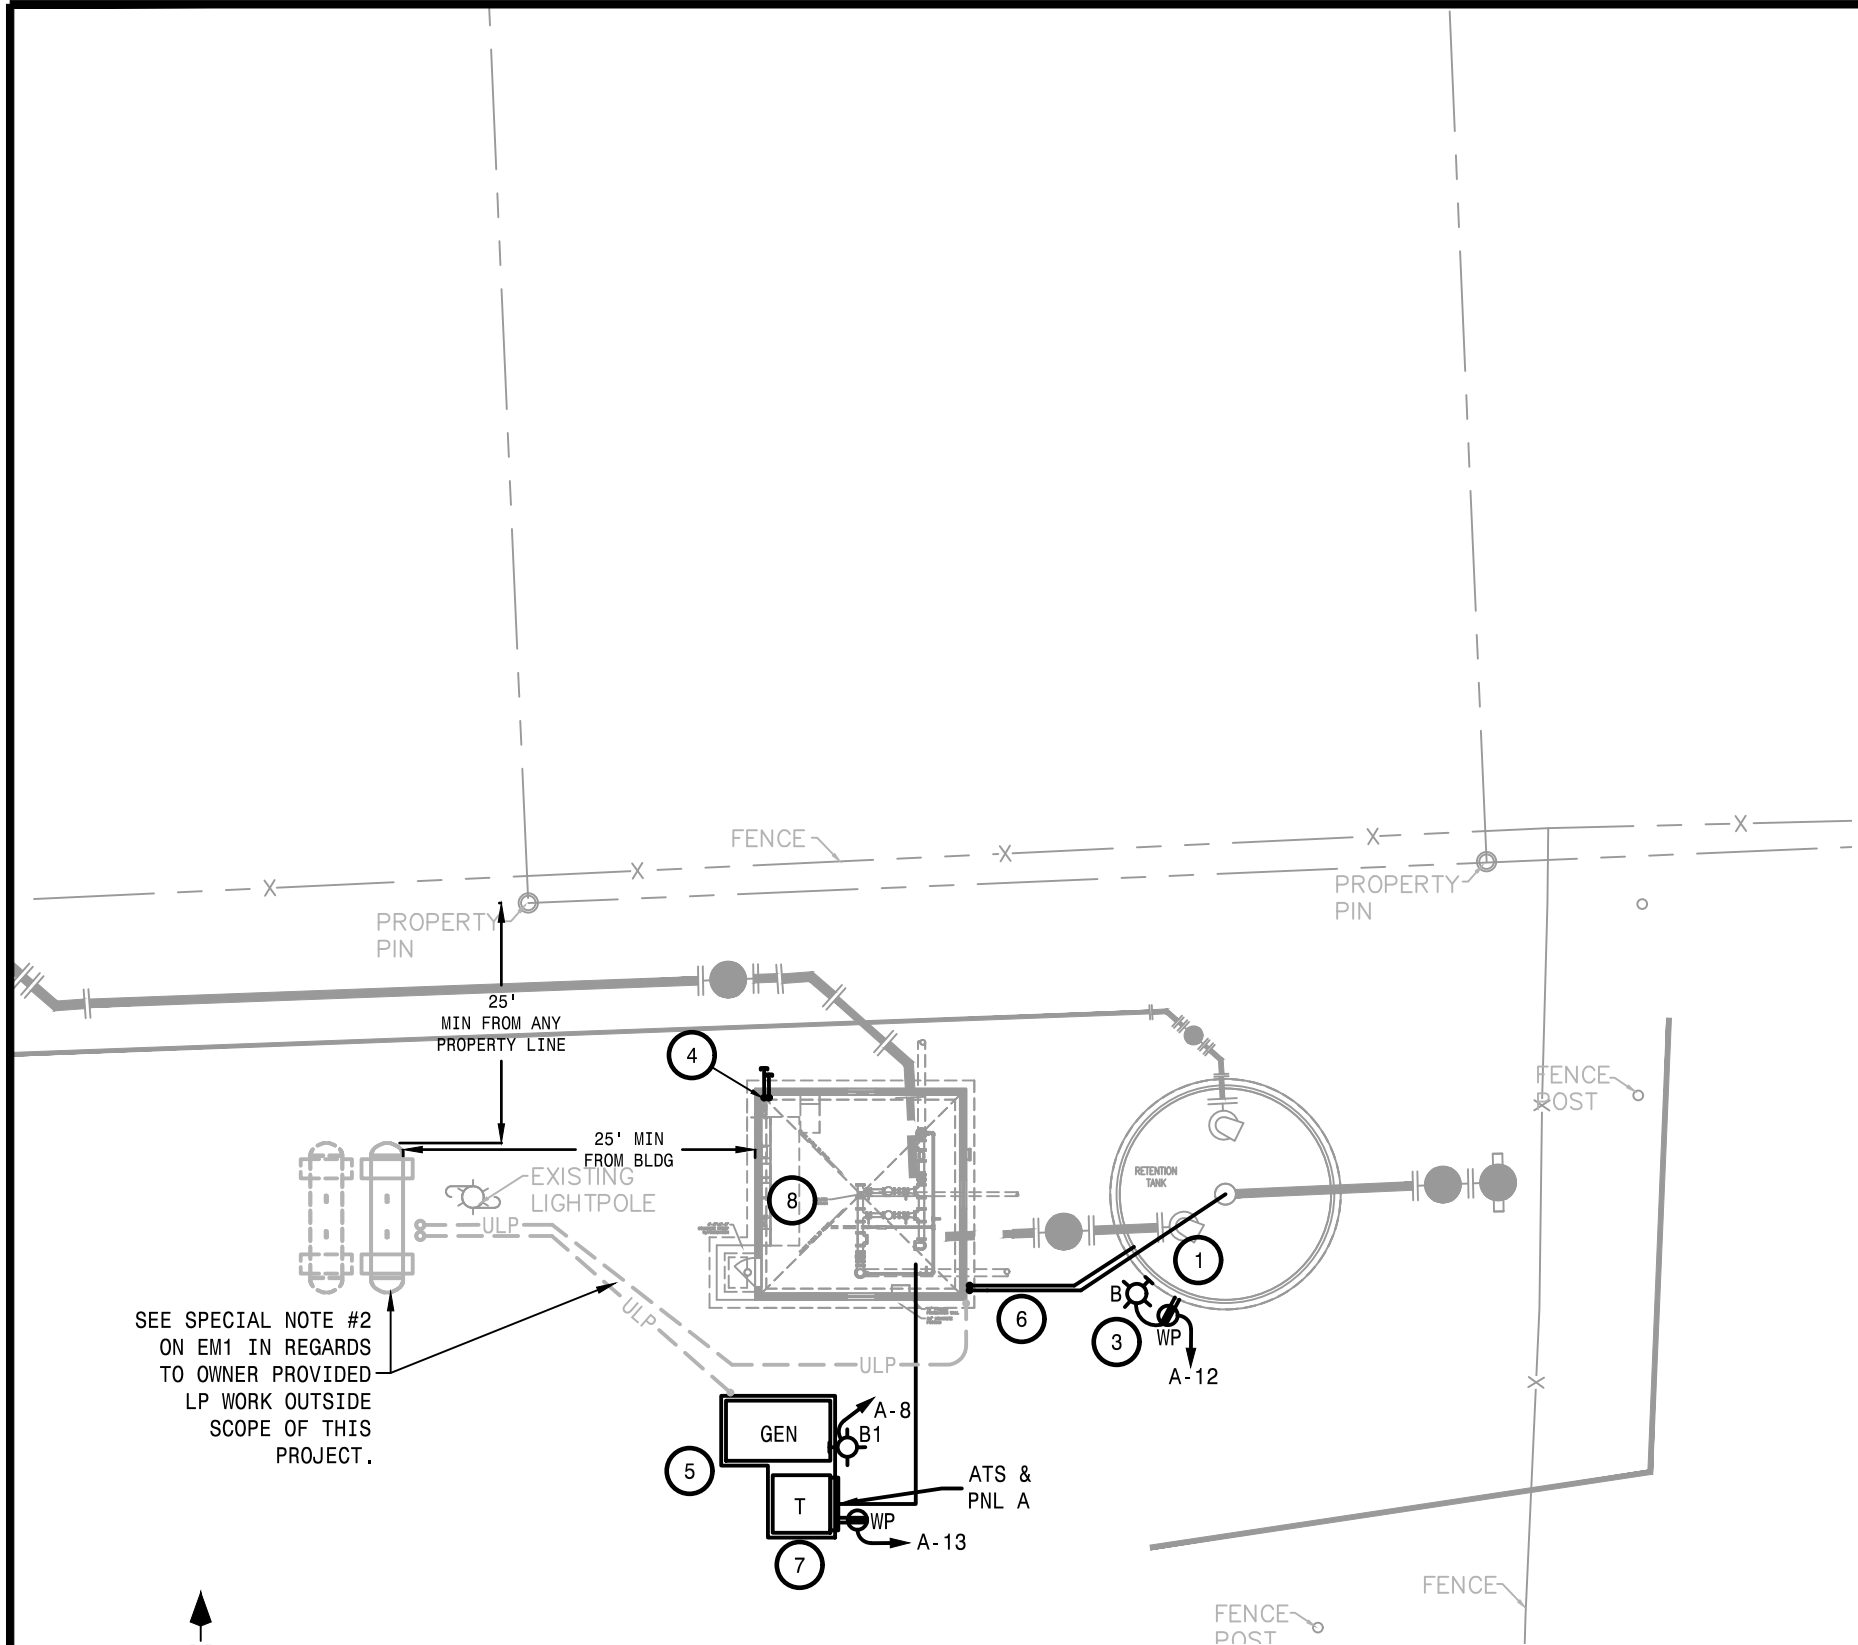 FENCE
PROPERTY
PIN
PROPERTY
PIN
25'
MIN FROM ANY
PROPERTY LINE
4
FENCE
POST
25' MIN
FROM BLDG
EXISTING
LIGHTPOLE
RETENTION
TANK
8
ULP
1
SEE SPECIAL NOTE #2
ON EM1 IN REGARDS
TO OWNER PROVIDED
LP WORK OUTSIDE
SCOPE OF THIS
PROJECT.
ULP
6
B
3
WP
A-12
ULP
A-8
GEN
B1
5
ATS &
PNL A
T
WP
A-13
7
FENCE
FENCE
POST